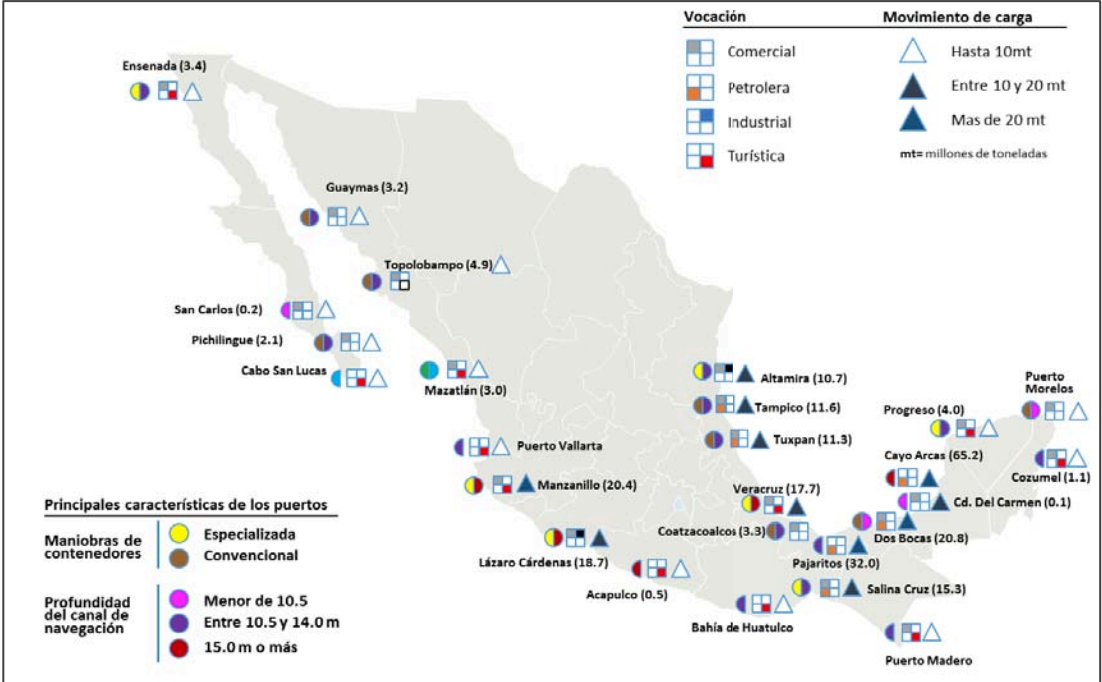 Vocación
Comercial
Petrolera
Industrial
Turística
Movimiento de carga
Hasta 10mt
Entre 10 y 20 mt
Mas de 20 mt
mt= millones de toneladas
Ensenada (3.4)
Guaymas (3.2)
Topolobampo (4.9)
San Carlos (0.2)
Pichilingue (2.1)
Cabo San Lucas
Mazatlán (3.0)
Altamira (10.7)
Tampico (11.6)
Tuxpan (11.3)
Puerto
Morelos
Progreso (4.0)
Cayo Arcas (65.2)
Cozumel (1.1)
Cd. Del Carmen (0.1)
Puerto Vallarta
Manzanillo (20.4)
Veracruz (17.7)
Coatzacoalcos (3.3)
Dos Bocas (20.8)
Lázaro Cárdenas (18.7)
Pajaritos (32.0)
Acapulco (0.5)
Salina Cruz (15.3)
Bahía de Huatulco
Puerto Madero
Principales características de los puertos
Maniobras de
contenedores
Especializada
Convencional
Profundidad
del canal de
navegación
Menor de 10.5
Entre 10.5 y 14.0 m
15.0 m o más